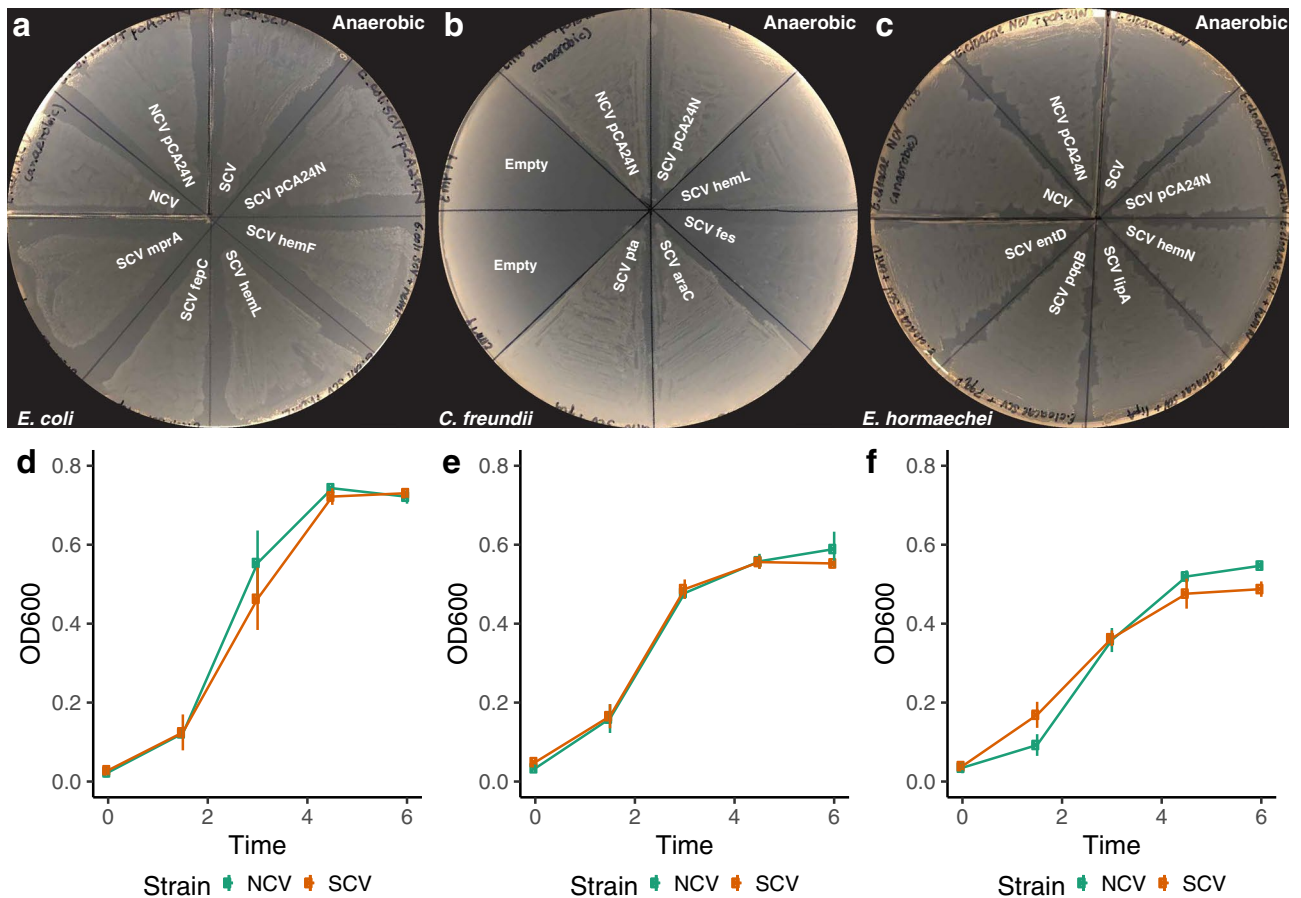 a
Anaerobic
NCV pCA24N
SCV
SCV pCA24N
NCV
SCV mprA
SCV hemF
SCV fepC
SCV hemL
E. coli
b
Anaerobic
canaerobic)
NCV pCA24N
SCV pCA24N
Empty
SCV hemL
SCV fes
Empty
SCV pta
SCV araC
C. freundii
c
Anaerobic
NCV pCA24N
SCV
SCV pCA24N
NCV
SCV entD
SCV hemN
SCV pqqB
SCV lipA
E. hormaechei
d
0.8
0.6
0.4
0.2
0.0
OD600
0 2 4 6
Time
Strain NCV SCV
e
0.8
0.6
0.4
0.2
0.0
OD600
0 2 4 6
Time
Strain NCV SCV
f
0.8
0.6
0.4
0.2
0.0
OD600
0 2 4 6
Time
Strain NCV SCV